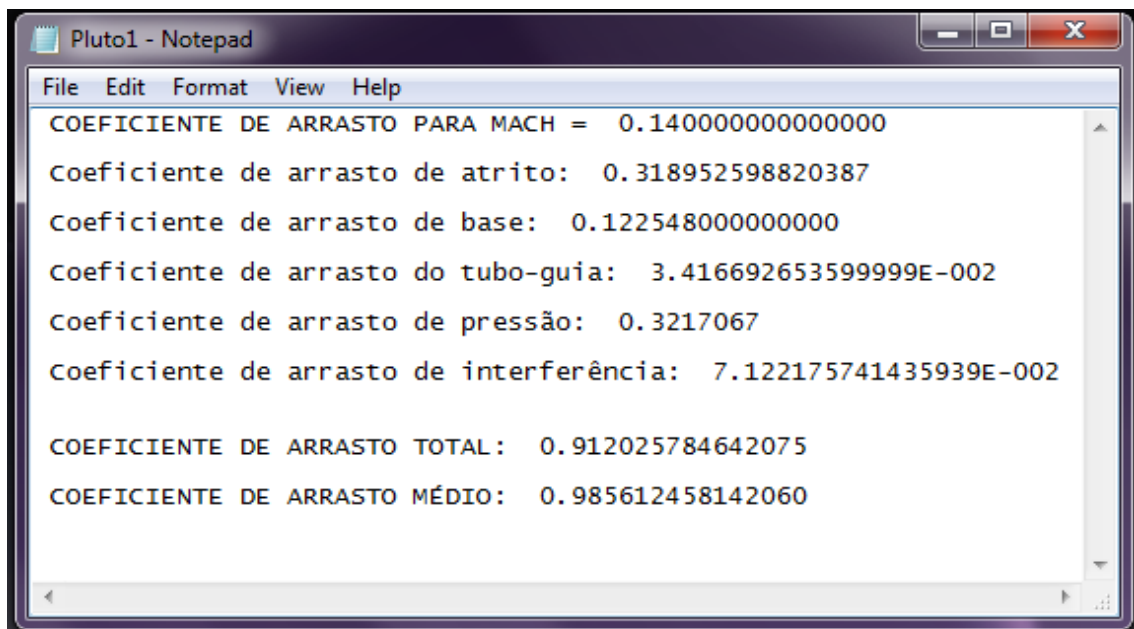 Pluto1 - Notepad
File Edit Format View Help
COEFICIENTE DE ARRASTO PARA MACH = 0.140000000000000
Coeficiente de arrasto de atrito: 0.318952598820387
Coeficiente de arrasto de base: 0.122548000000000
Coeficiente de arrasto do tubo-guia: 3.416692653599999E-002
Coeficiente de arrasto de pressão: 0.3217067
Coeficiente de arrasto de interferência: 7.122175741435939E-002
COEFICIENTE DE ARRASTO TOTAL: 0.912025784642075
COEFICIENTE DE ARRASTO MÉDIO: 0.985612458142060